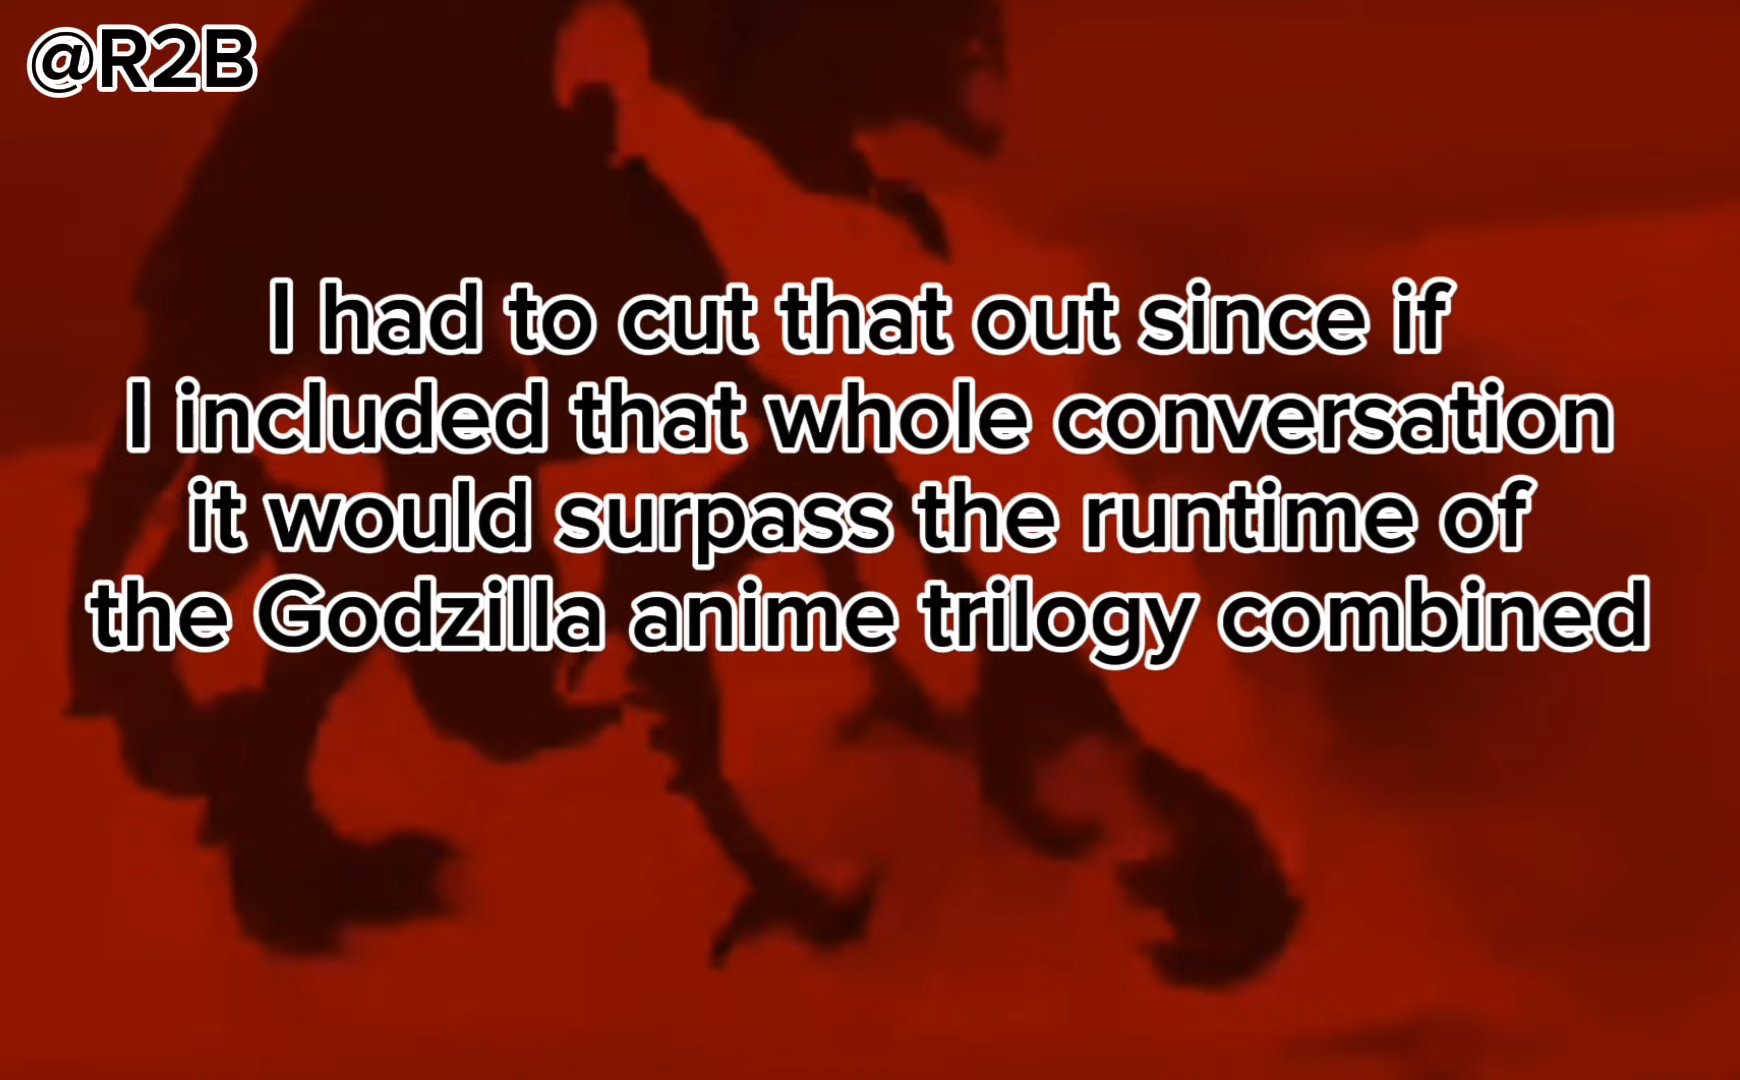 @R2B
I had to cut that out since if
I included that whole conversation
it would surpass the runtime of
the Godzilla anime trilogy combined